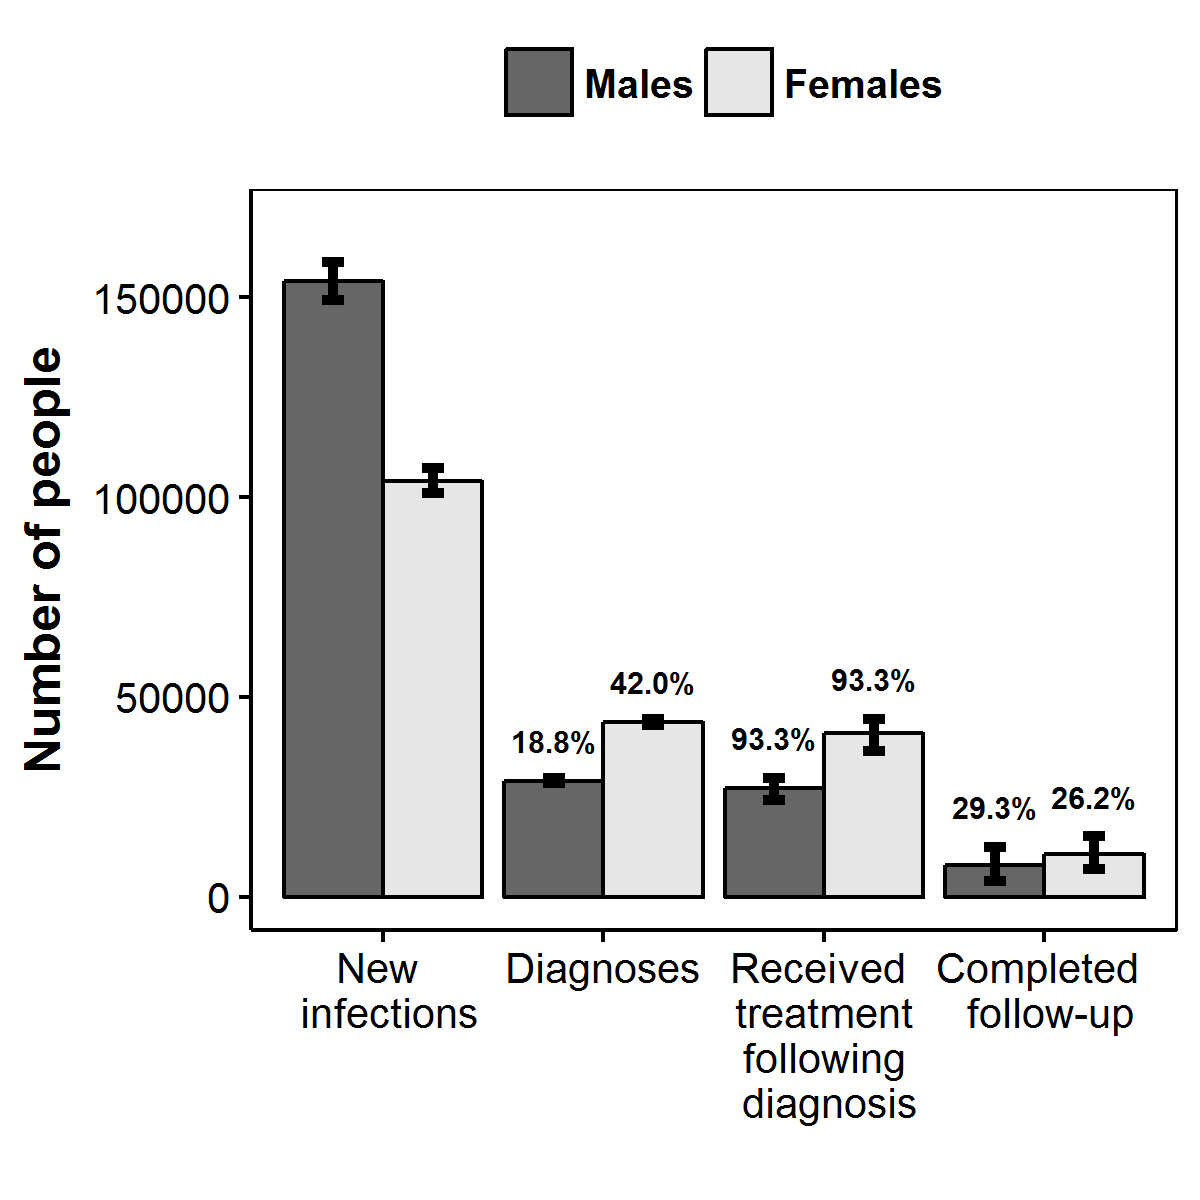 Males Females
Number of people
150000
100000
50000
0
18.8%
42.0%
93.3%
93.3%
29.3%
26.2%
New
infections
Diagnoses
Received
treatment
following
diagnosis
Completed
follow-up